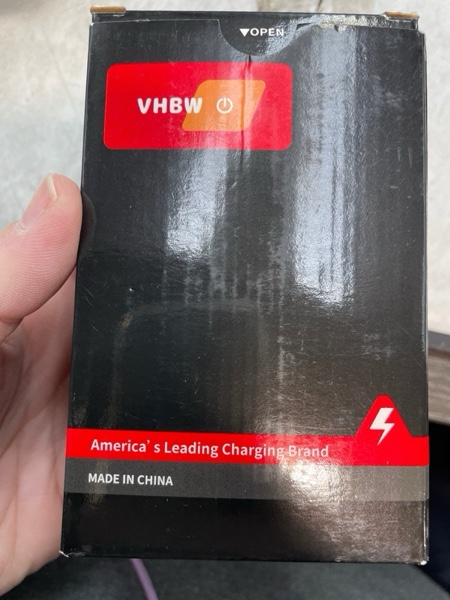 ▼OPEN
VHBW
America's Leading Charging Brand
MADE IN CHINA